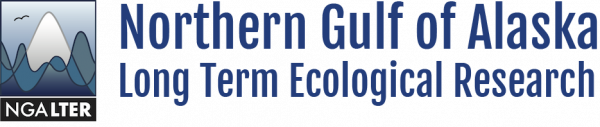 Northern Gulf of Alaska
Long Term Ecological Research
NGALTER